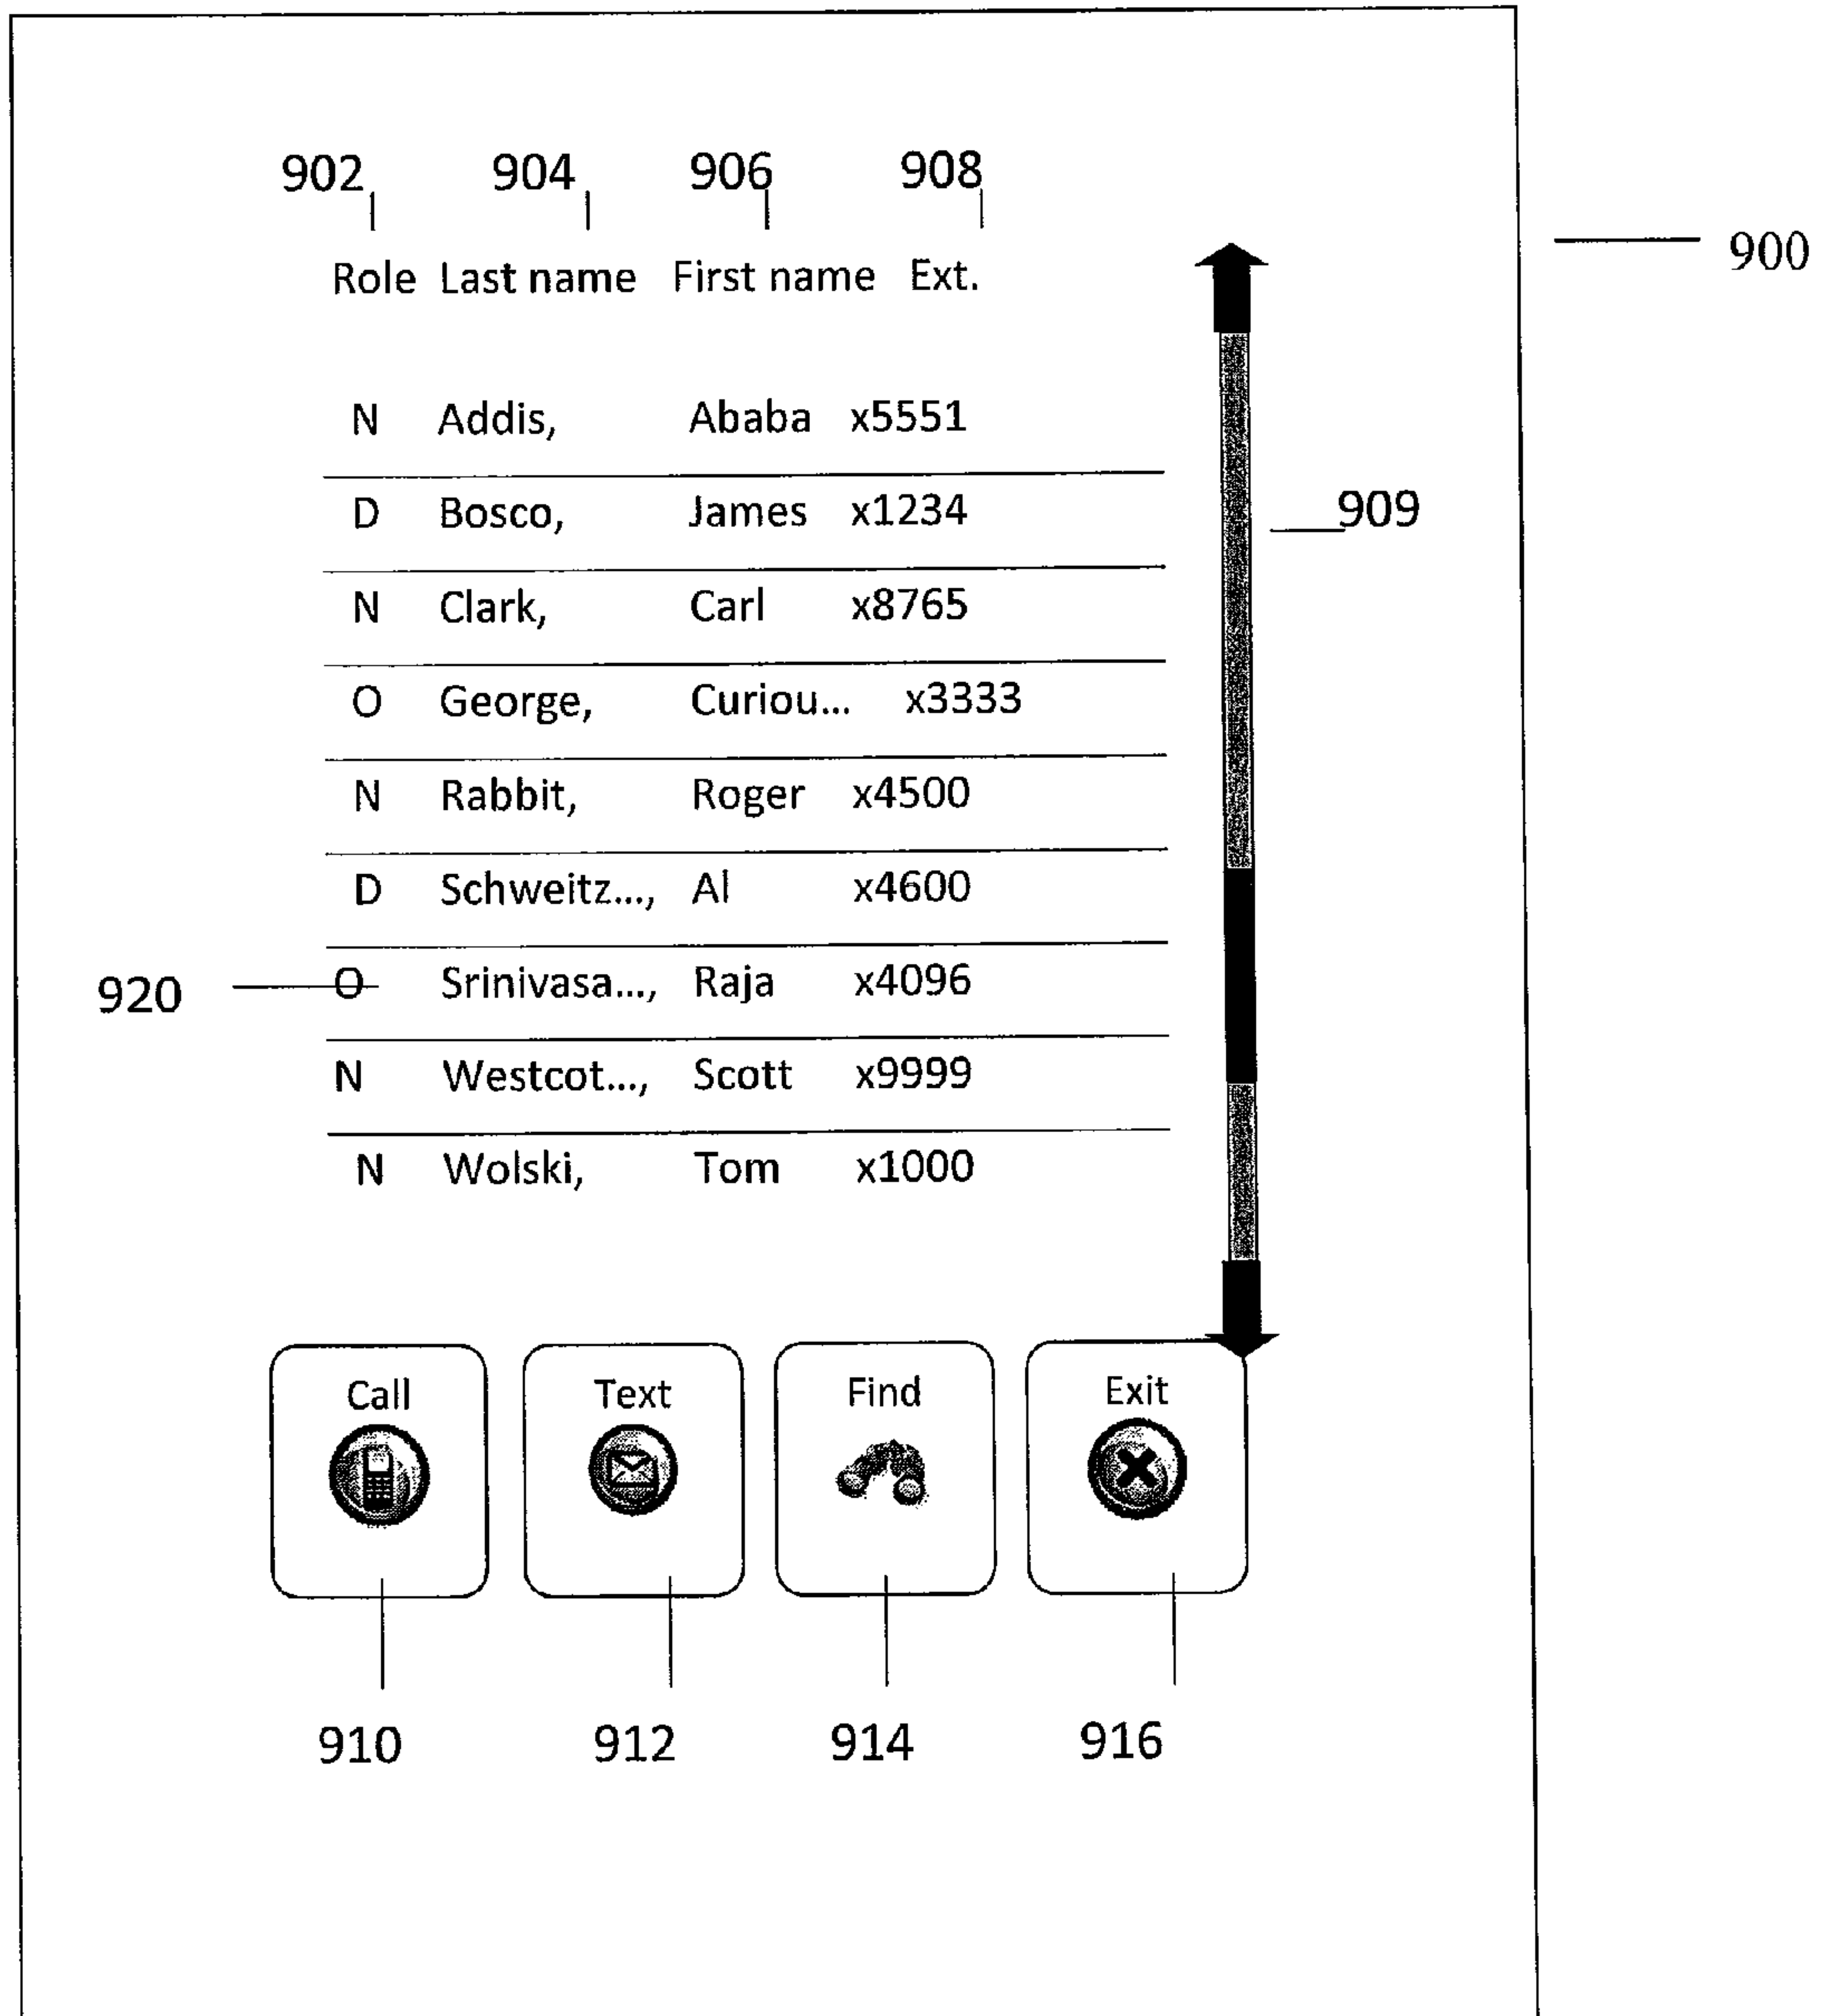 902 904 906 908
900
Role Last name First name Ext.
N Addis, Ababa x5551
D Bosco, James x1234
909
N Clark, Carl x8765
O George, Curiou... x3333
N Rabbit, Roger x4500
D Schweitz..., Al x4600
920 O Srinivasa..., Raja x4096
N Westcot..., Scott x9999
N Wolski, Tom x1000
Call Text Find Exit
910 912 914 916